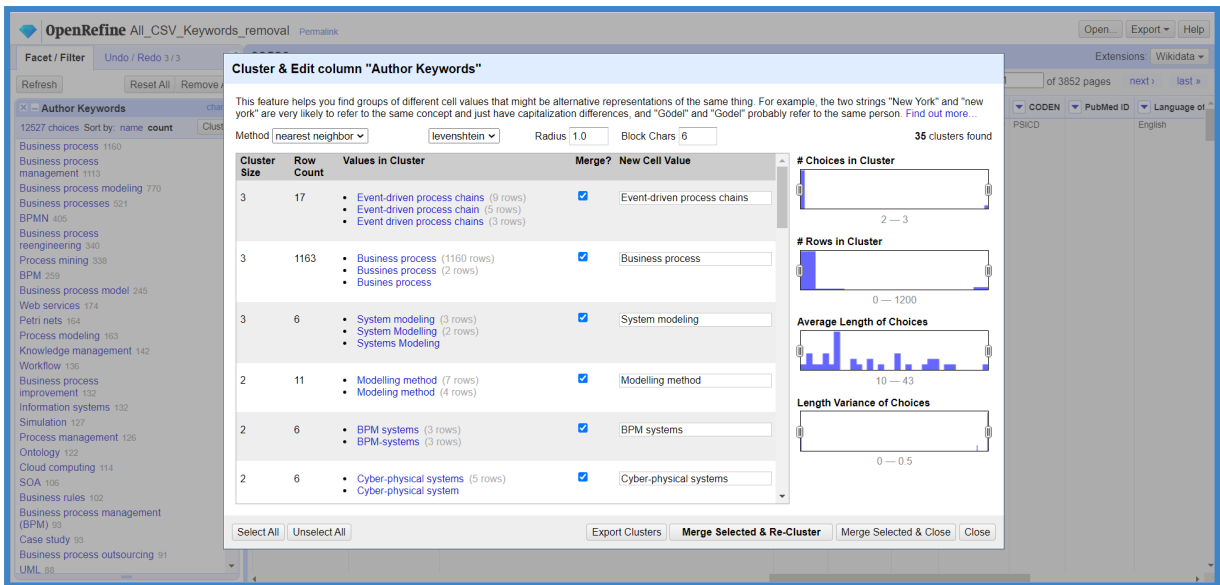 OpenRefine All_CSV_Keywords_removal Permalink
Open... Export Help
Facet / Filter Undo / Redo 3 / 3
Extensions: Wikidata
Refresh Reset All Remove
of 3852 pages next › last »
Author Keywords
12527 choices Sort by: name count Clust
CODEN PubMed ID Language of
PSICD English
Business process 1160
Business process
management 1113
Business process modeling 770
Business processes 521
BPMN 405
Business process
reengineering 340
Process mining 338
BPM 259
Business process model 245
Web services 174
Petri nets 164
Process modeling 163
Knowledge management 142
Workflow 136
Business process
improvement 132
Information systems 132
Simulation 127
Process management 126
Ontology 122
Cloud computing 114
SOA 106
Business rules 102
Business process management
(BPM) 93
Case study 93
Business process outsourcing 91
UML 88
Cluster & Edit column "Author Keywords"
This feature helps you find groups of different cell values that might be alternative representations of the same thing. For example, the two strings "New York" and "new
york" are very likely to refer to the same concept and just have capitalization differences, and "Gödel" and "Godel" probably refer to the same person. Find out more...
Method nearest neighbor levenshtein Radius 1.0 Block Chars 6 35 clusters found
Cluster Size Row Count Values in Cluster Merge? New Cell Value
3 17 • Event-driven process chains (9 rows) Event-driven process chains
• Event-driven process chain (5 rows)
• Event driven process chains (3 rows)
3 1163 • Business process (1160 rows) Business process
• Bussines process (2 rows)
• Busines process
3 6 • System modeling (3 rows) System modeling
• System Modelling (2 rows)
• Systems Modeling
2 11 • Modelling method (7 rows) Modelling method
• Modeling method (4 rows)
2 6 • BPM systems (3 rows) BPM systems
• BPM-systems (3 rows)
2 6 • Cyber-physical systems (5 rows) Cyber-physical systems
• Cyber-physical system
# Choices in Cluster
2 — 3
# Rows in Cluster
0 — 1200
Average Length of Choices
10 — 43
Length Variance of Choices
0 — 0.5
Select All Unselect All Export Clusters Merge Selected & Re-Cluster Merge Selected & Close Close